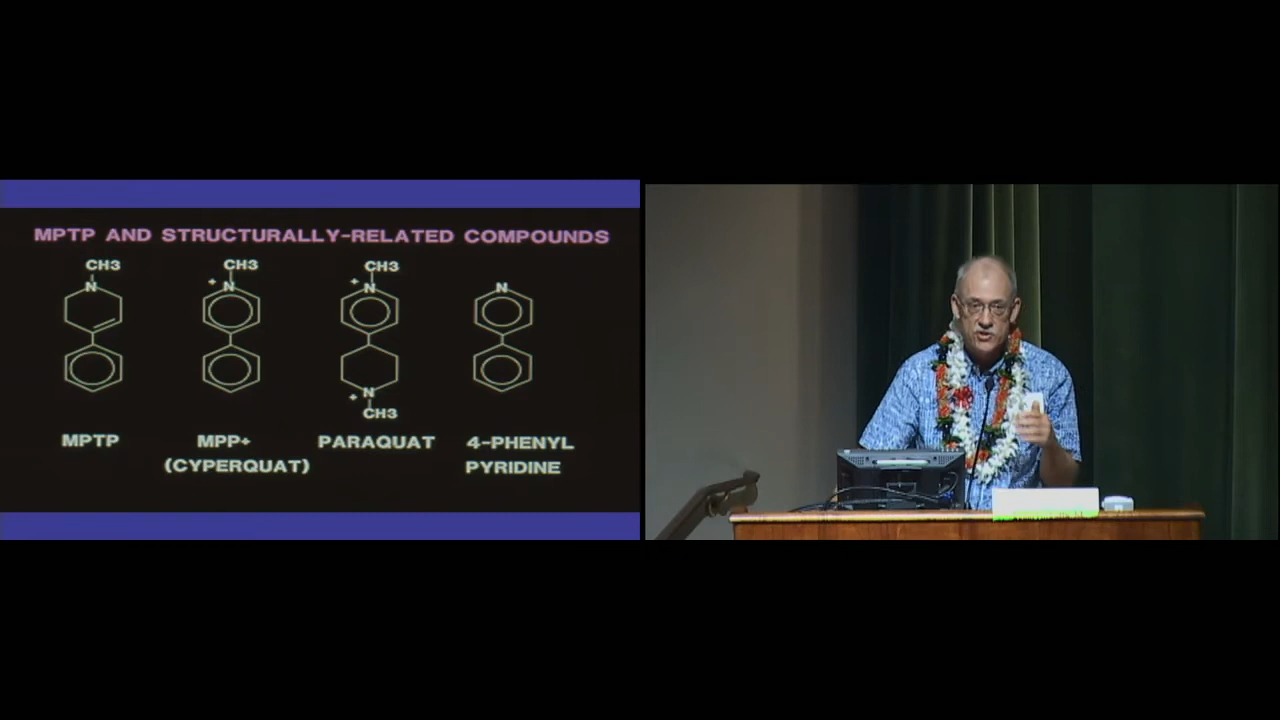 MPTP AND STRUCTURALLY-RELATED COMPOUNDS
CH3 CH3 CH3
N + N + N N
+ N
CH3
MPTP MPP+ PARAQUAT 4-PHENYL
(CYPERQUAT) PYRIDINE